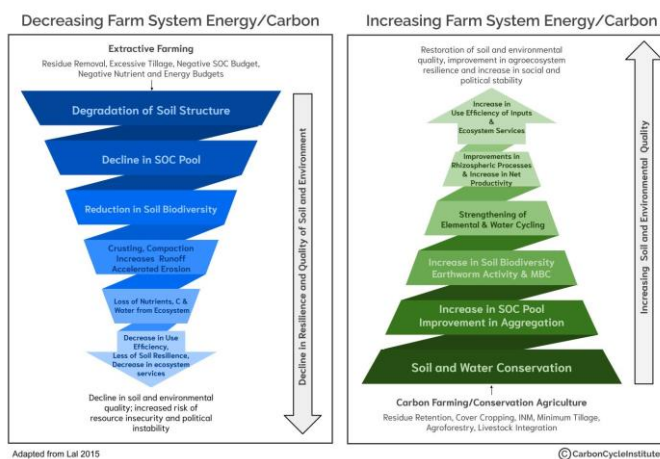 Decreasing Farm System Energy/Carbon
Extractive Farming
Residue Removal, Excessive Tillage, Negative SOC Budget,
Negative Nutrient and Energy Budgets
Degradation of Soil Structure
Decline in SOC Pool
Reduction in Soil Biodiversity
Crusting, Compaction
Increases Runoff
Accelerated Erosion
Loss of Nutrients, C &
Water from Ecosystem
Decrease in Use
Efficiency,
Loss of Soil Resilience,
Decrease in ecosystem
services
Decline in soil and environmental
quality; increased risk of
resource insecurity and political
instability
Decline in Resilience and Quality of Soil and Environment
Adapted from Lal 2015
Increasing Farm System Energy/Carbon
Restoration of soil and environmental
quality, improvement in agroecosystem
resilience and increase in social and
political stability
Increase in
Use Efficiency of Inputs
&
Ecosystem Services
Improvements in
Rhizospheric Processes
& Increase in Net
Productivity
Strengthening of
Elemental & Water Cycling
Increase in Soil Biodiversity
Earthworm Activity & MBC
Increase in SOC Pool
Improvement in Aggregation
Soil and Water Conservation
Carbon Farming/Conservation Agriculture
Residue Retention, Cover Cropping, INM, Minimum Tillage,
Agroforestry, Livestock Integration
Increasing Soil and Environmental Quality
©CarbonCycleInstitute